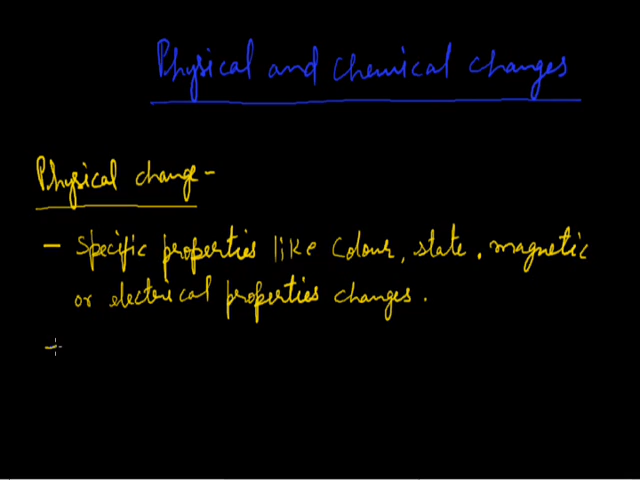 Physical and Chemical changes
Physical change -
- Specific properties like Colour, state, magnetic
or electrical properties changes.
-